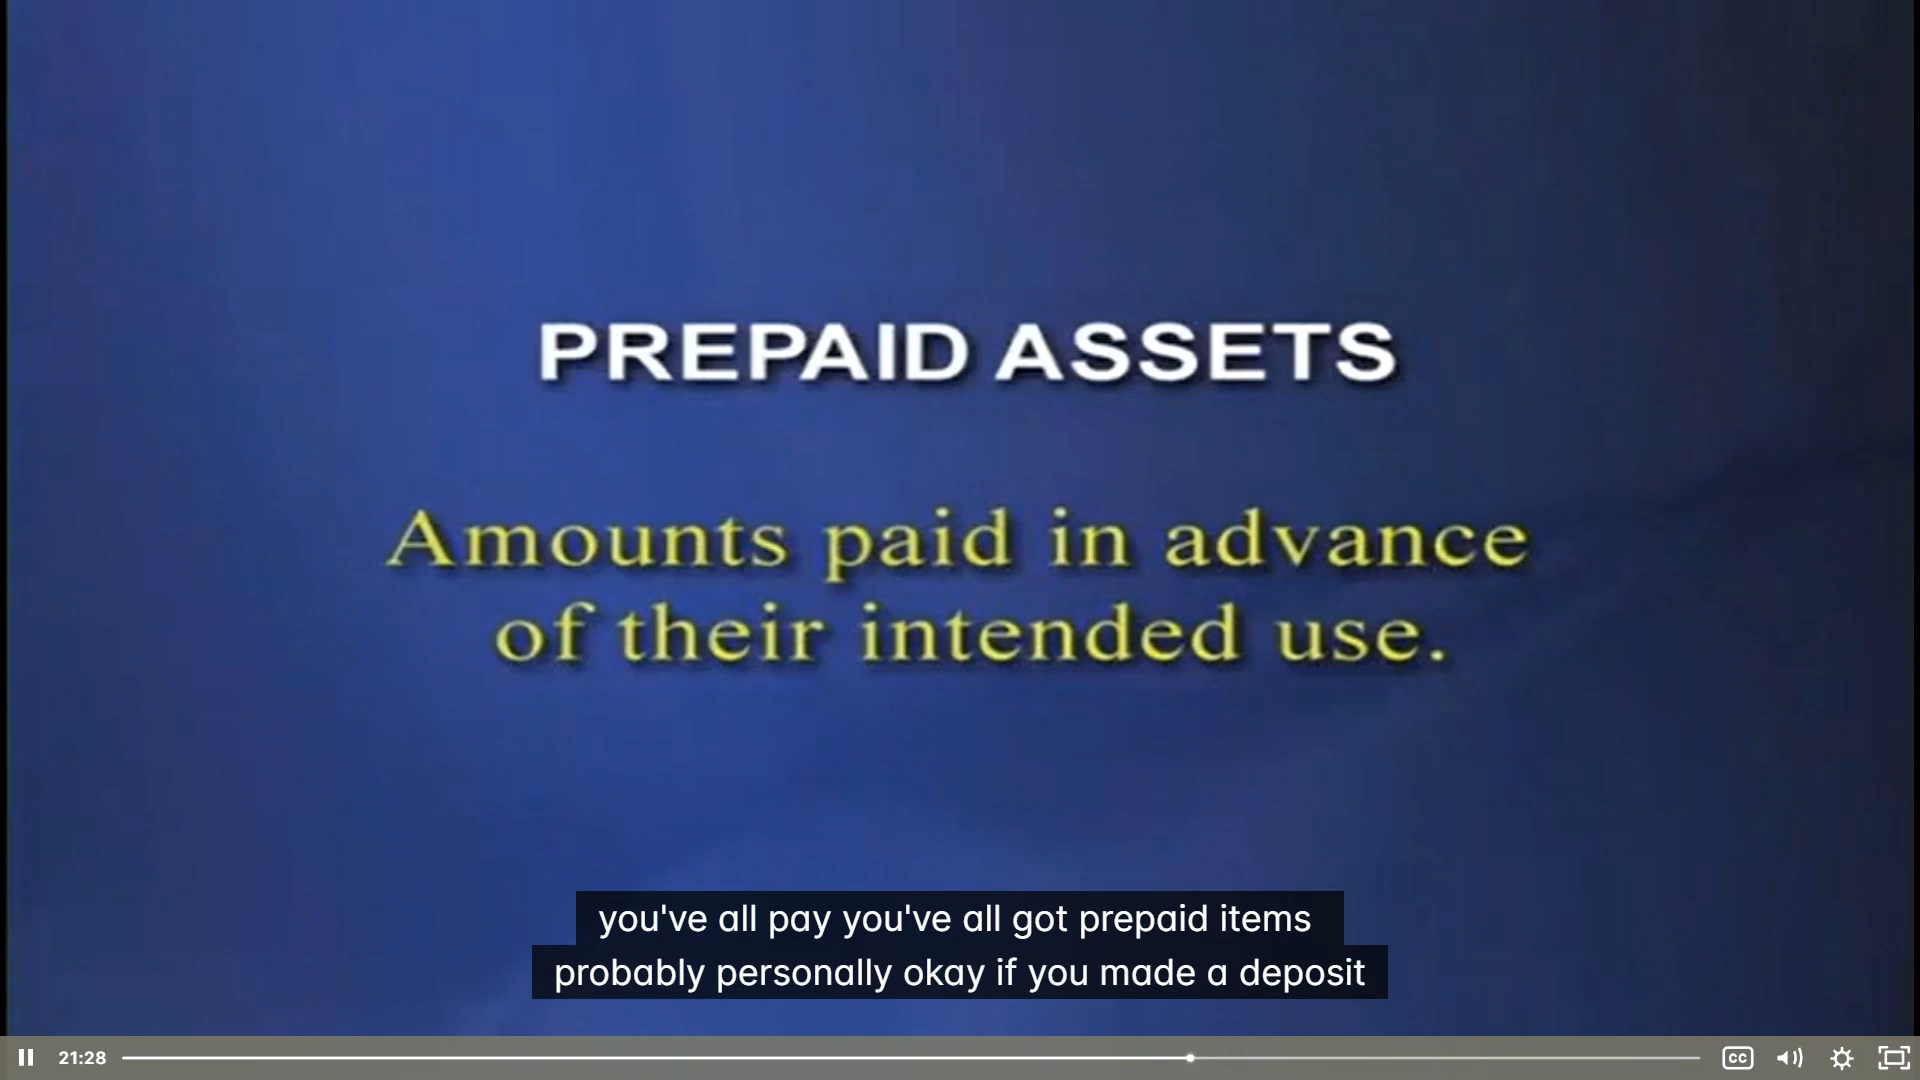 PREPAID ASSETS
Amounts paid in advance
of their intended use.
you've all pay you've all got prepaid items
probably personally okay if you made a deposit
21:28
CC